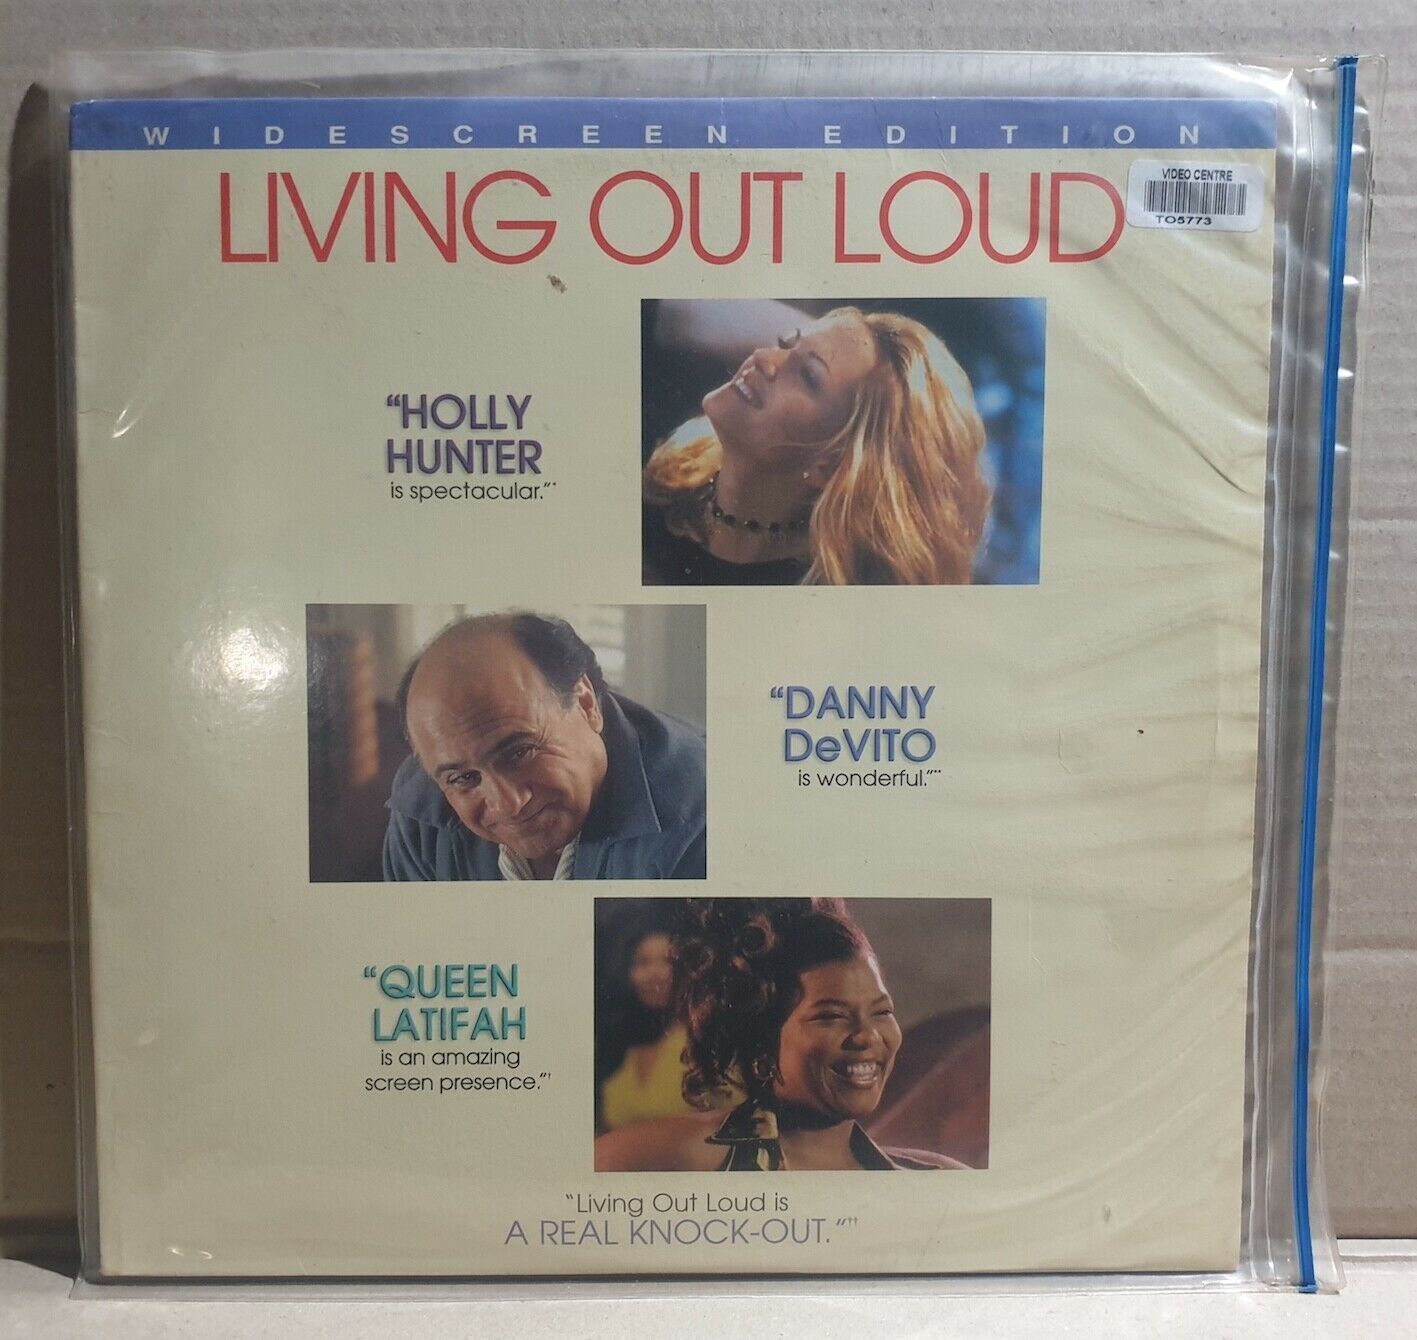 WIDESCREEN EDITION
LIVING OUT LOUD
VIDEO CENTRE
TO5773
"HOLLY
HUNTER
is spectacular."*
"DANNY
DeVITO
is wonderful."**
"QUEEN
LATIFAH
is an amazing
screen presence."†
"Living Out Loud is
A REAL KNOCK-OUT."††